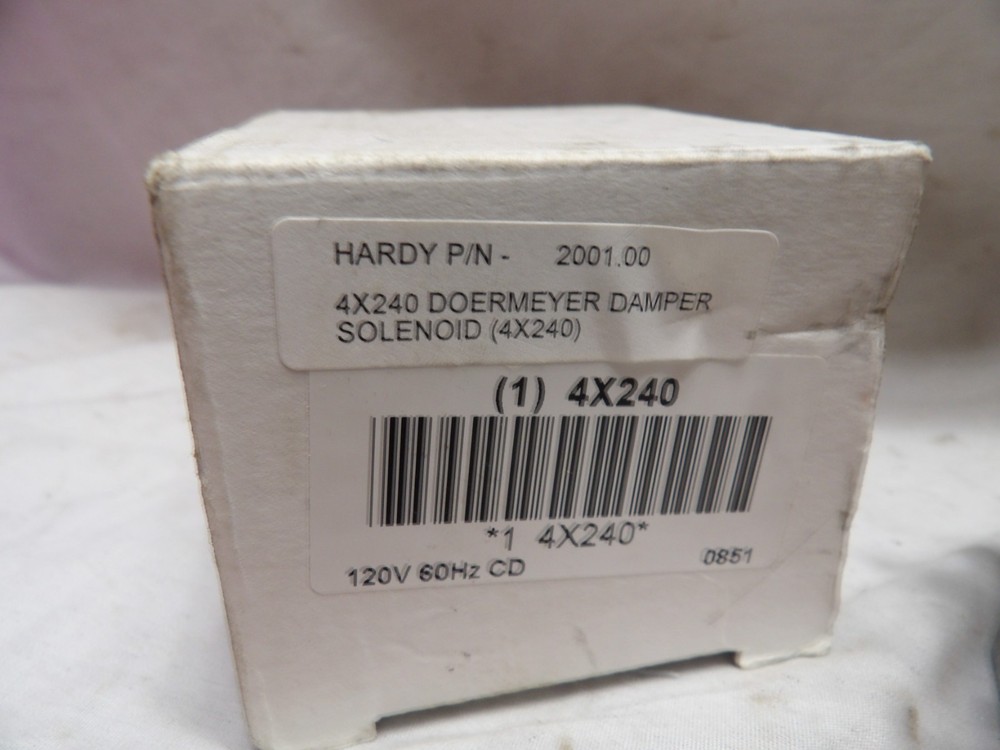 HARDY P/N - 2001.00
4X240 DOERMEYER DAMPER
SOLENOID (4X240)
(1) 4X240
*1 4X240*
120V 60Hz CD 0851